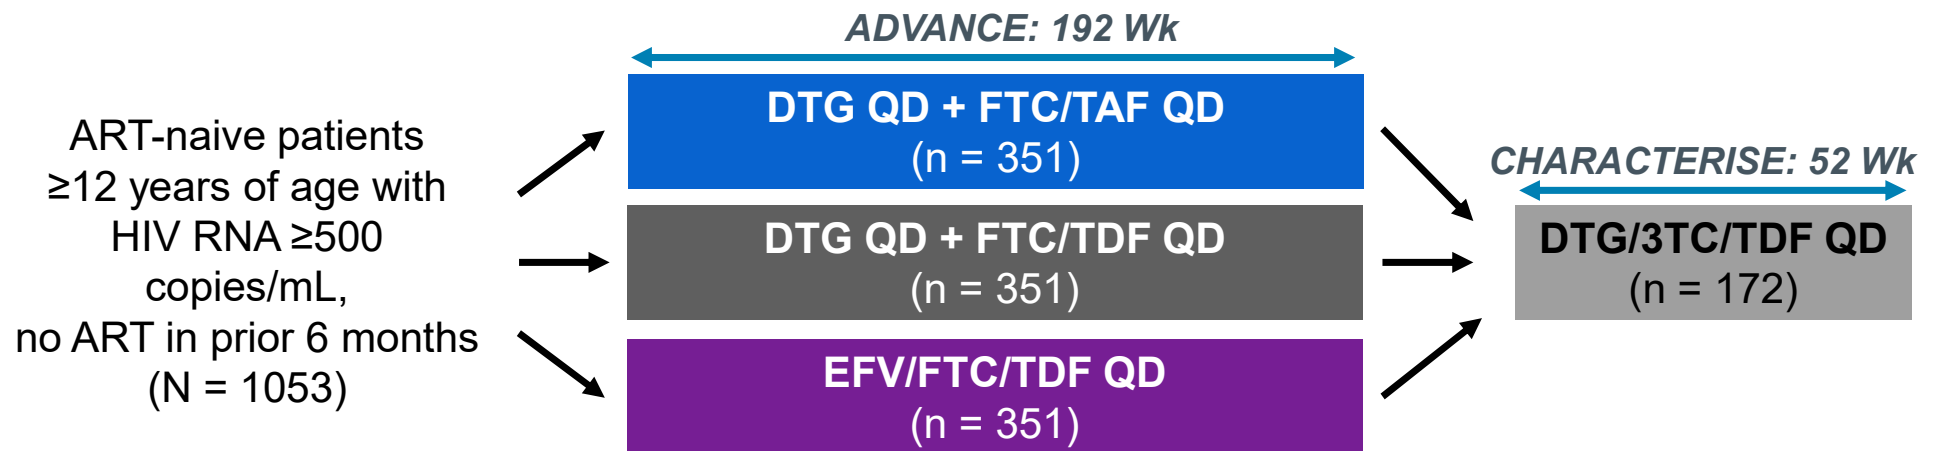 ADVANCE: 192 Wk
ART-naive patients
≥12 years of age with
HIV RNA ≥500
copies/mL,
no ART in prior 6 months
(N = 1053)
DTG QD + FTC/TAF QD
(n = 351)
DTG QD + FTC/TDF QD
(n = 351)
EFV/FTC/TDF QD
(n = 351)
CHARACTERISE: 52 Wk
DTG/3TC/TDF QD
(n = 172)